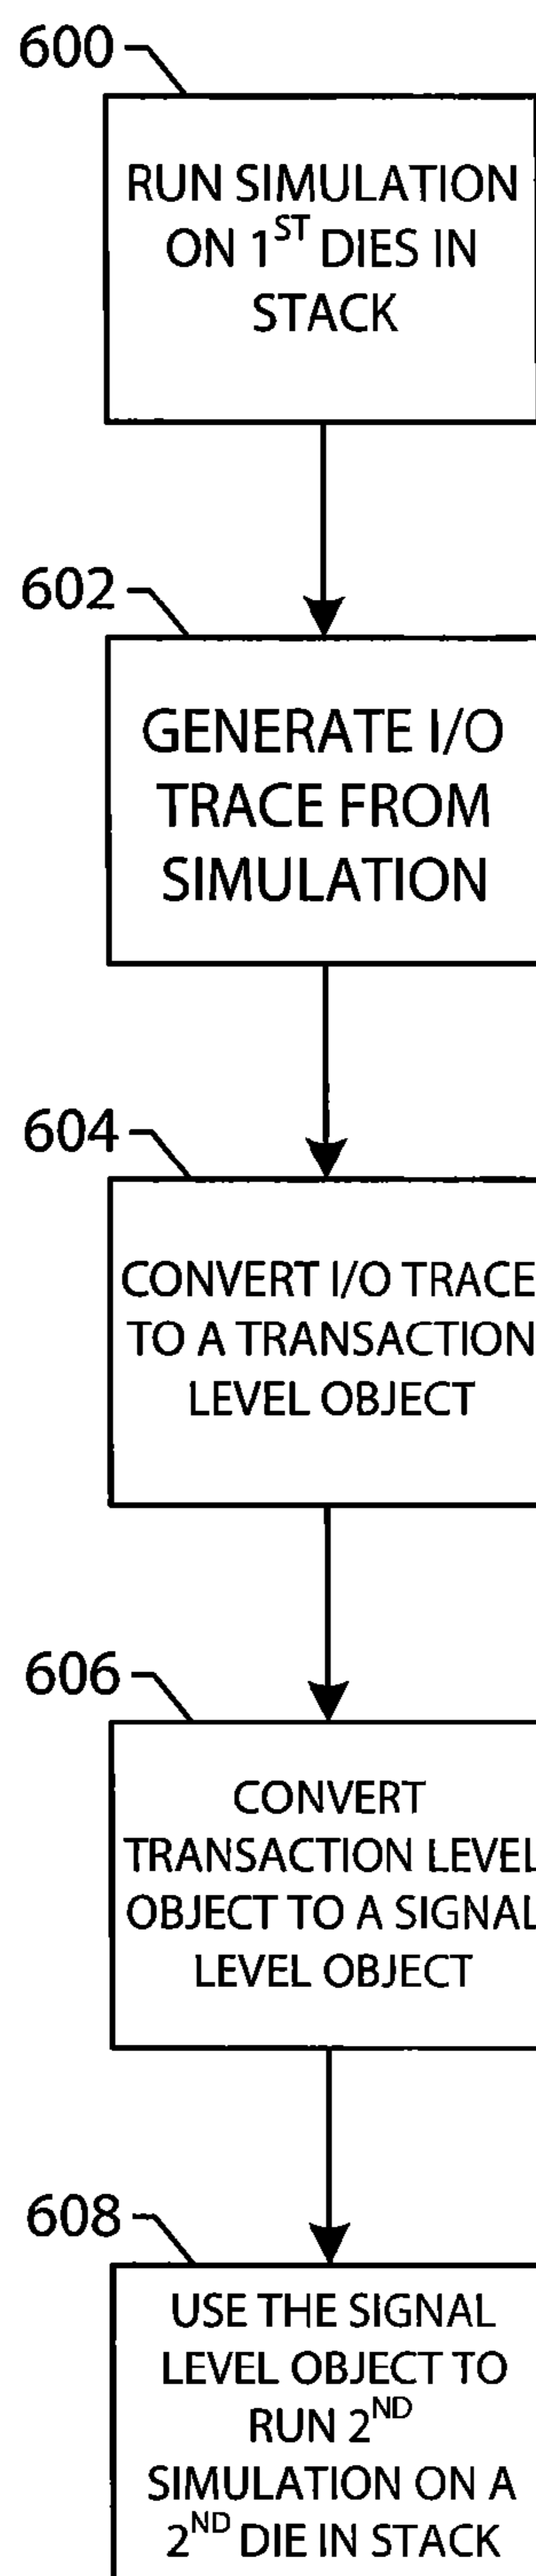 600
RUN SIMULATION
ON 1ST DIES IN
STACK
602
GENERATE I/O
TRACE FROM
SIMULATION
604
CONVERT I/O TRACE
TO A TRANSACTION
LEVEL OBJECT
606
CONVERT
TRANSACTION LEVEL
OBJECT TO A SIGNAL
LEVEL OBJECT
608
USE THE SIGNAL
LEVEL OBJECT TO
RUN 2ND
SIMULATION ON A
2ND DIE IN STACK